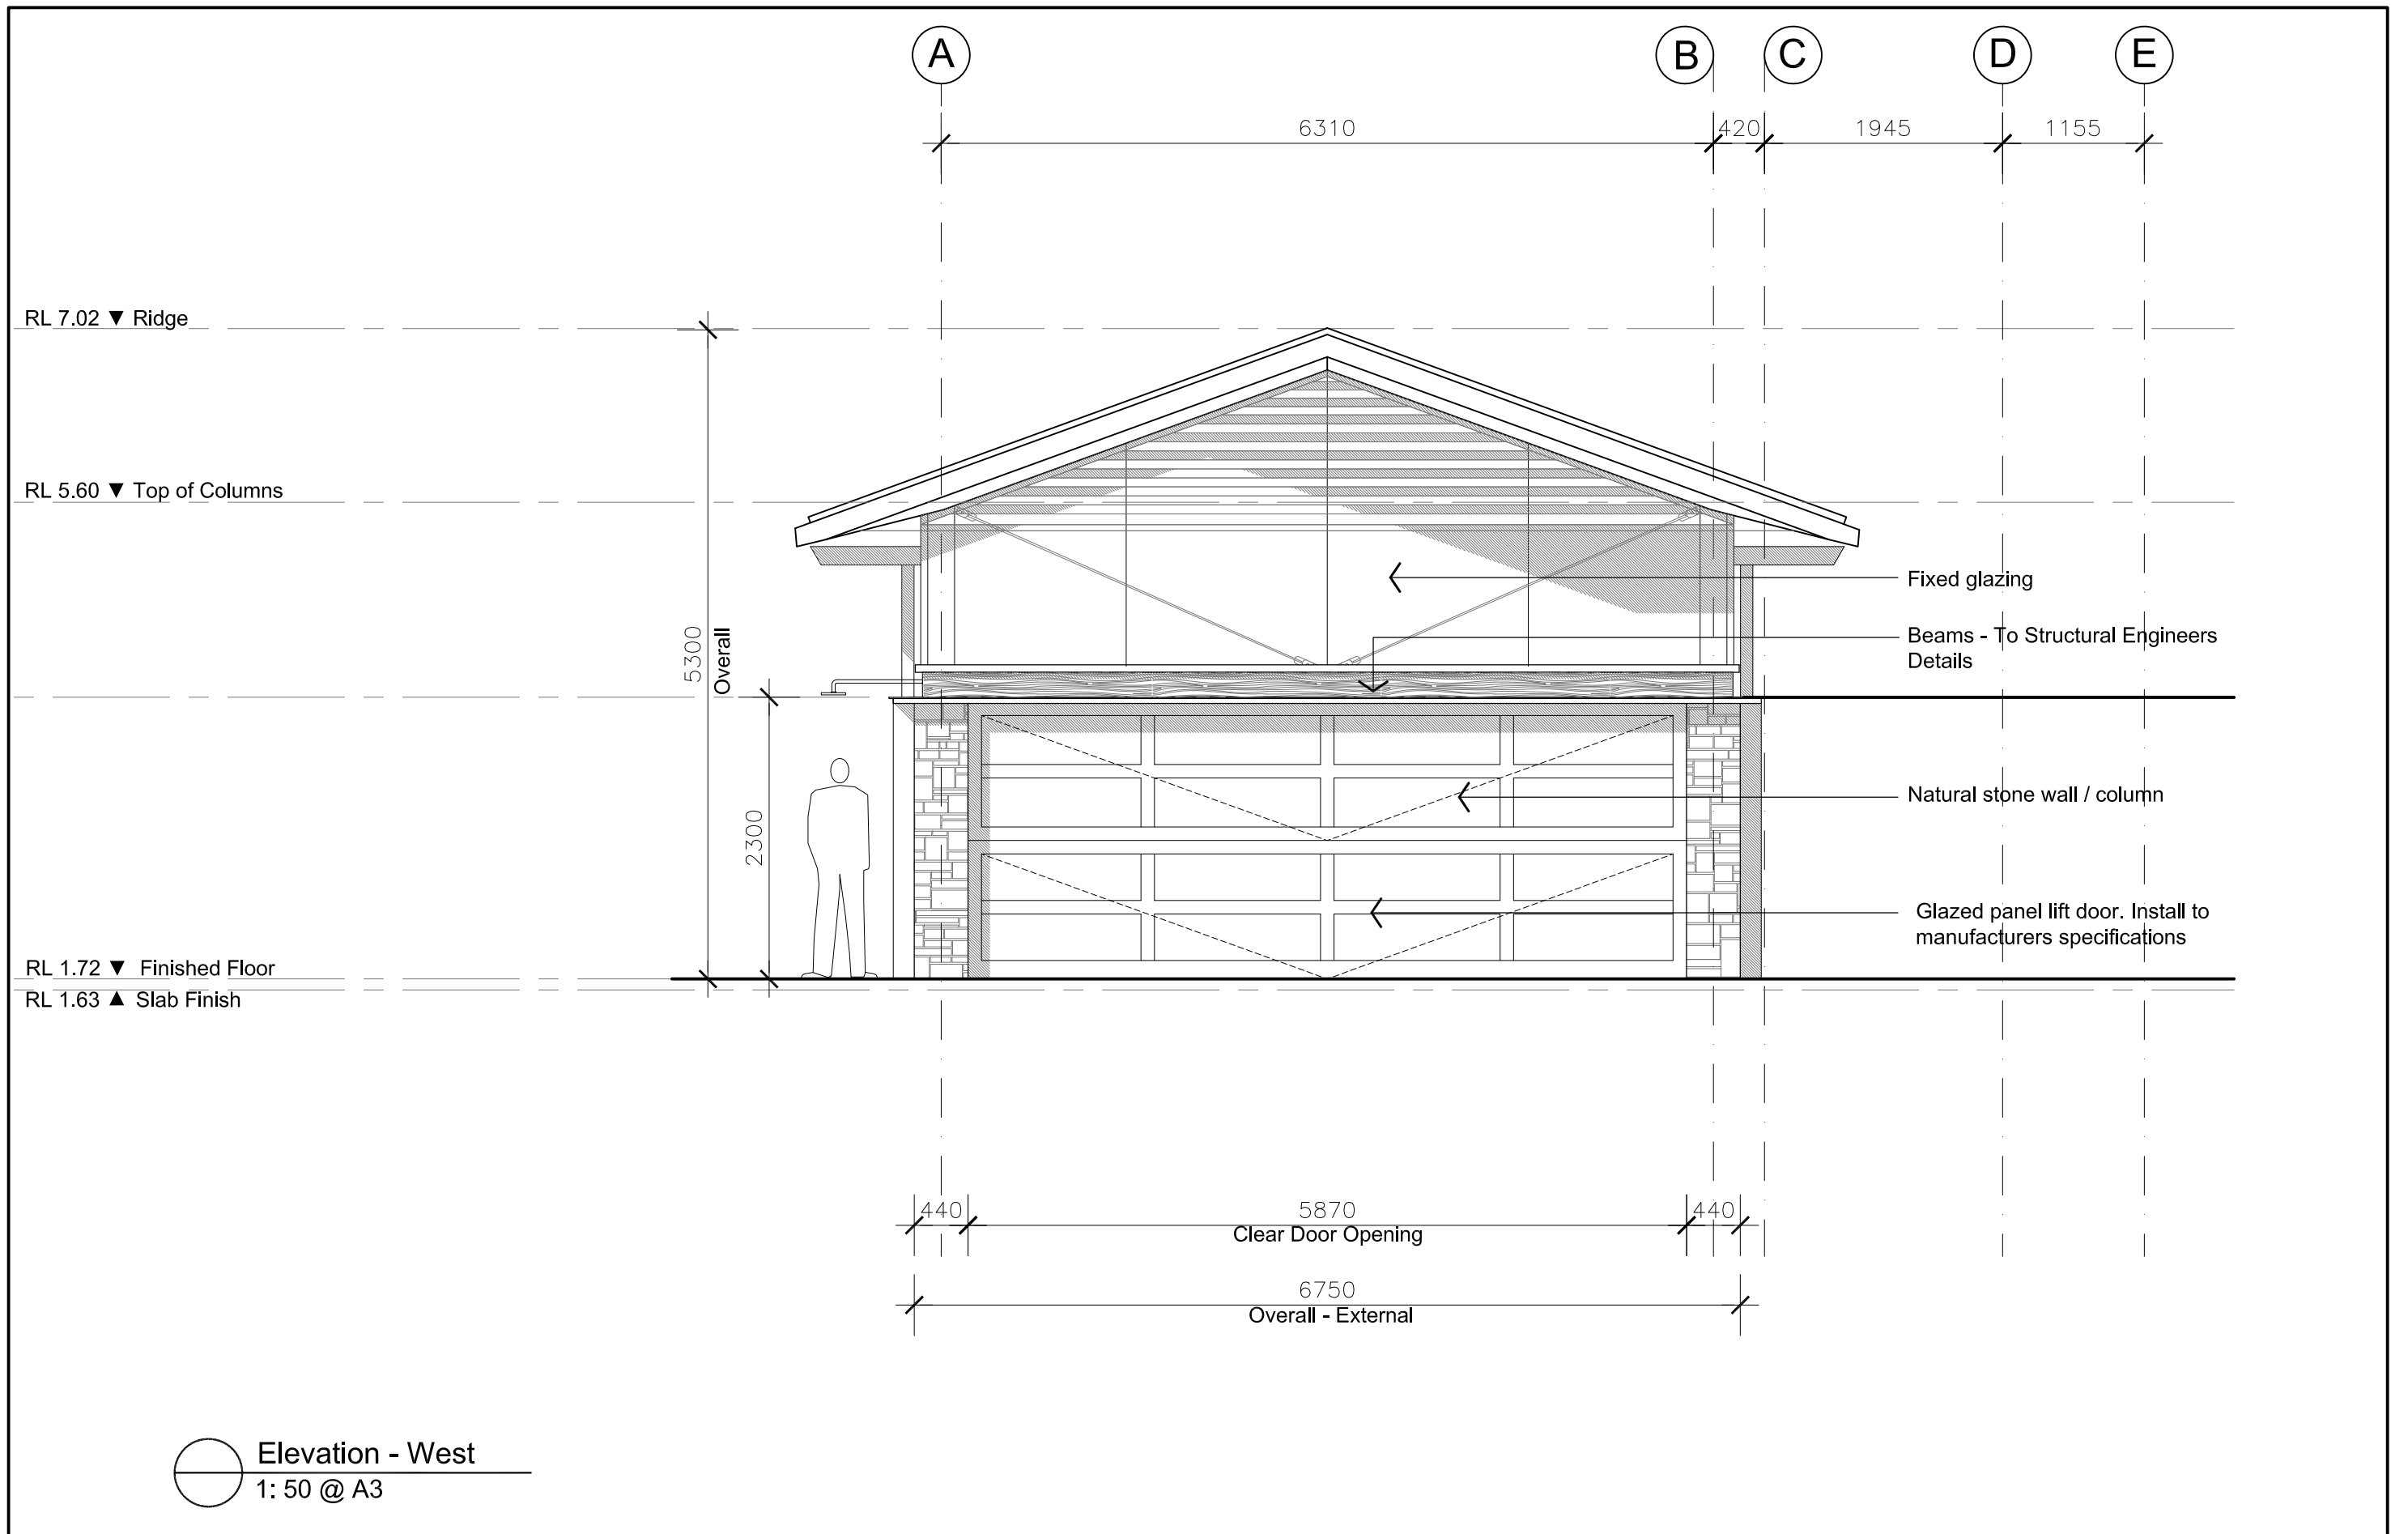 A
B
C
D
E
6310
420
1945
1155
RL 7.02 ▼ Ridge
RL 5.60 ▼ Top of Columns
Fixed glazing
Beams - To Structural Engineers
Details
5300
Overall
2300
Natural stone wall / column
Glazed panel lift door. Install to
manufacturers specifications
RL 1.72 ▼ Finished Floor
RL 1.63 ▲ Slab Finish
440
5870
440
Clear Door Opening
6750
Overall - External
Elevation - West
1: 50 @ A3